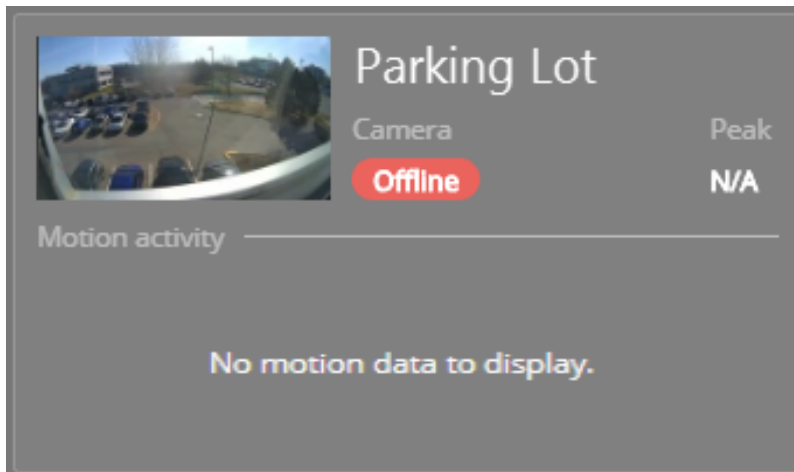 Parking Lot
Camera Peak
Offline N/A
Motion activity
No motion data to display.